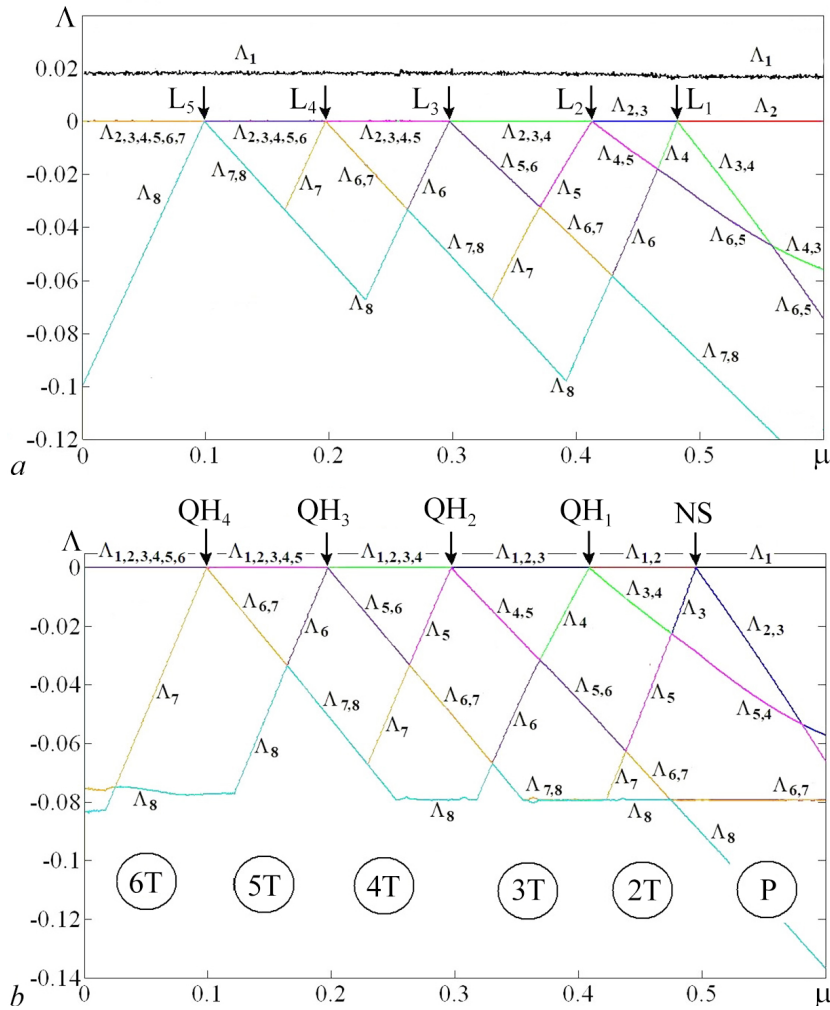 Λ
0.02
Λ₁ Λ₁
L₅ L₄ L₃ L₂ L₁
Λ₂,₃ Λ₂
0
Λ₂,₃,₄,₅,₆,₇ Λ₂,₃,₄,₅,₆ Λ₂,₃,₄,₅ Λ₂,₃,₄
Λ₄,₅ Λ₄ Λ₃,₄
Λ₈ Λ₇,₈ Λ₇ Λ₆,₇ Λ₆ Λ₅,₆ Λ₅
-0.02
-0.04
Λ₇,₈ Λ₆,₇ Λ₆ Λ₆,₅ Λ₄,₃
Λ₇
-0.06
Λ₈ Λ₆,₅
-0.08
Λ₈ Λ₇,₈
-0.1
-0.12
a
0 0.1 0.2 0.3 0.4 0.5 μ
QH₄ QH₃ QH₂ QH₁ NS
Λ
Λ₁,₂,₃,₄,₅,₆ Λ₁,₂,₃,₄,₅ Λ₁,₂,₃,₄ Λ₁,₂,₃ Λ₁,₂ Λ₁
0
Λ₆,₇ Λ₆ Λ₅,₆ Λ₅ Λ₄,₅ Λ₄ Λ₃,₄ Λ₃ Λ₂,₃
-0.02
Λ₇ Λ₅,₆ Λ₅
-0.04
Λ₇,₈ Λ₆,₇ Λ₅,₄
Λ₈ Λ₇ Λ₆
-0.06
Λ₇,₈ Λ₇ Λ₆,₇ Λ₆,₇
-0.08
Λ₈ Λ₈ Λ₈ Λ₈
-0.1
6T 5T 4T 3T 2T P
-0.12
-0.14
b
0 0.1 0.2 0.3 0.4 0.5 μ